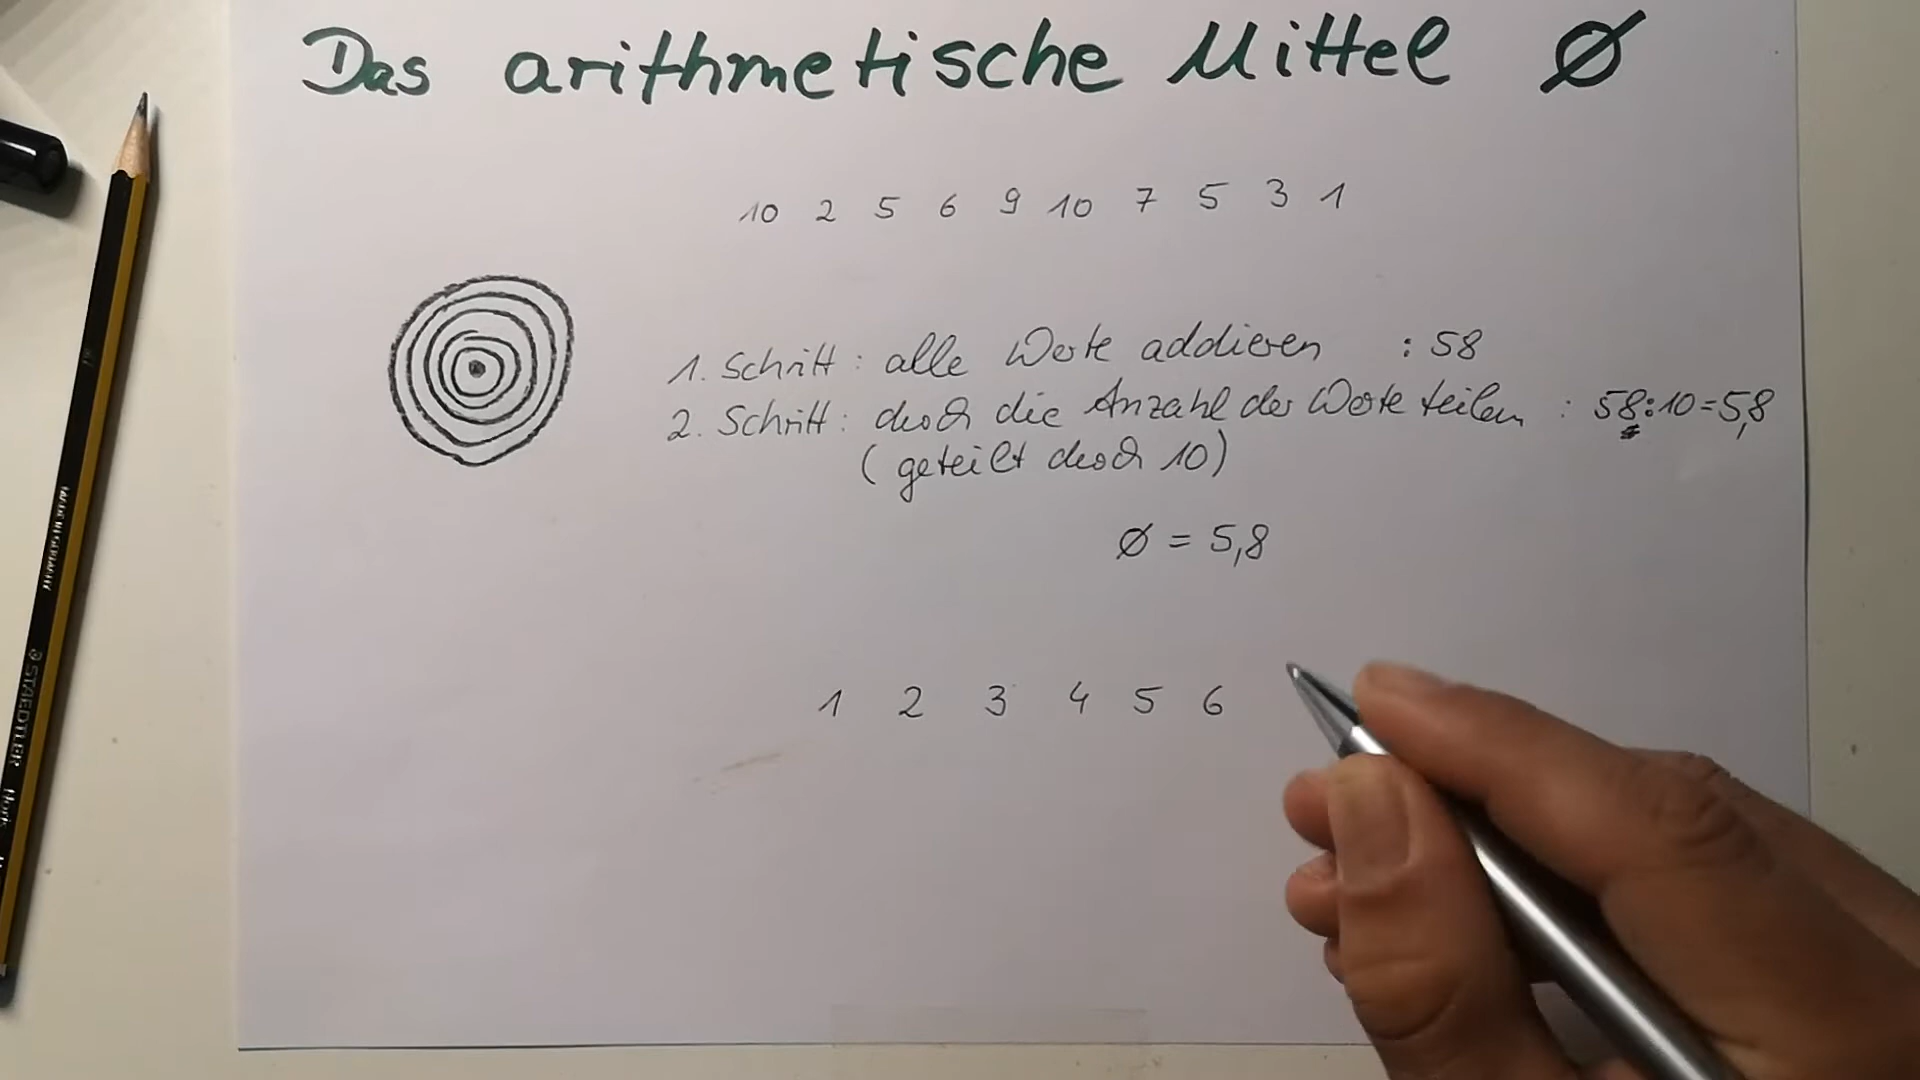 Das arithmetische Mittel Ø
10 2 5 6 9 10 7 5 3 1
1. Schritt: alle Werte addieren : 58
2. Schritt: durch die Anzahl der Werte teilen : 58:10=5,8
(geteilt durch 10)
Ø = 5,8
1 2 3 4 5 6
STAEDTLER